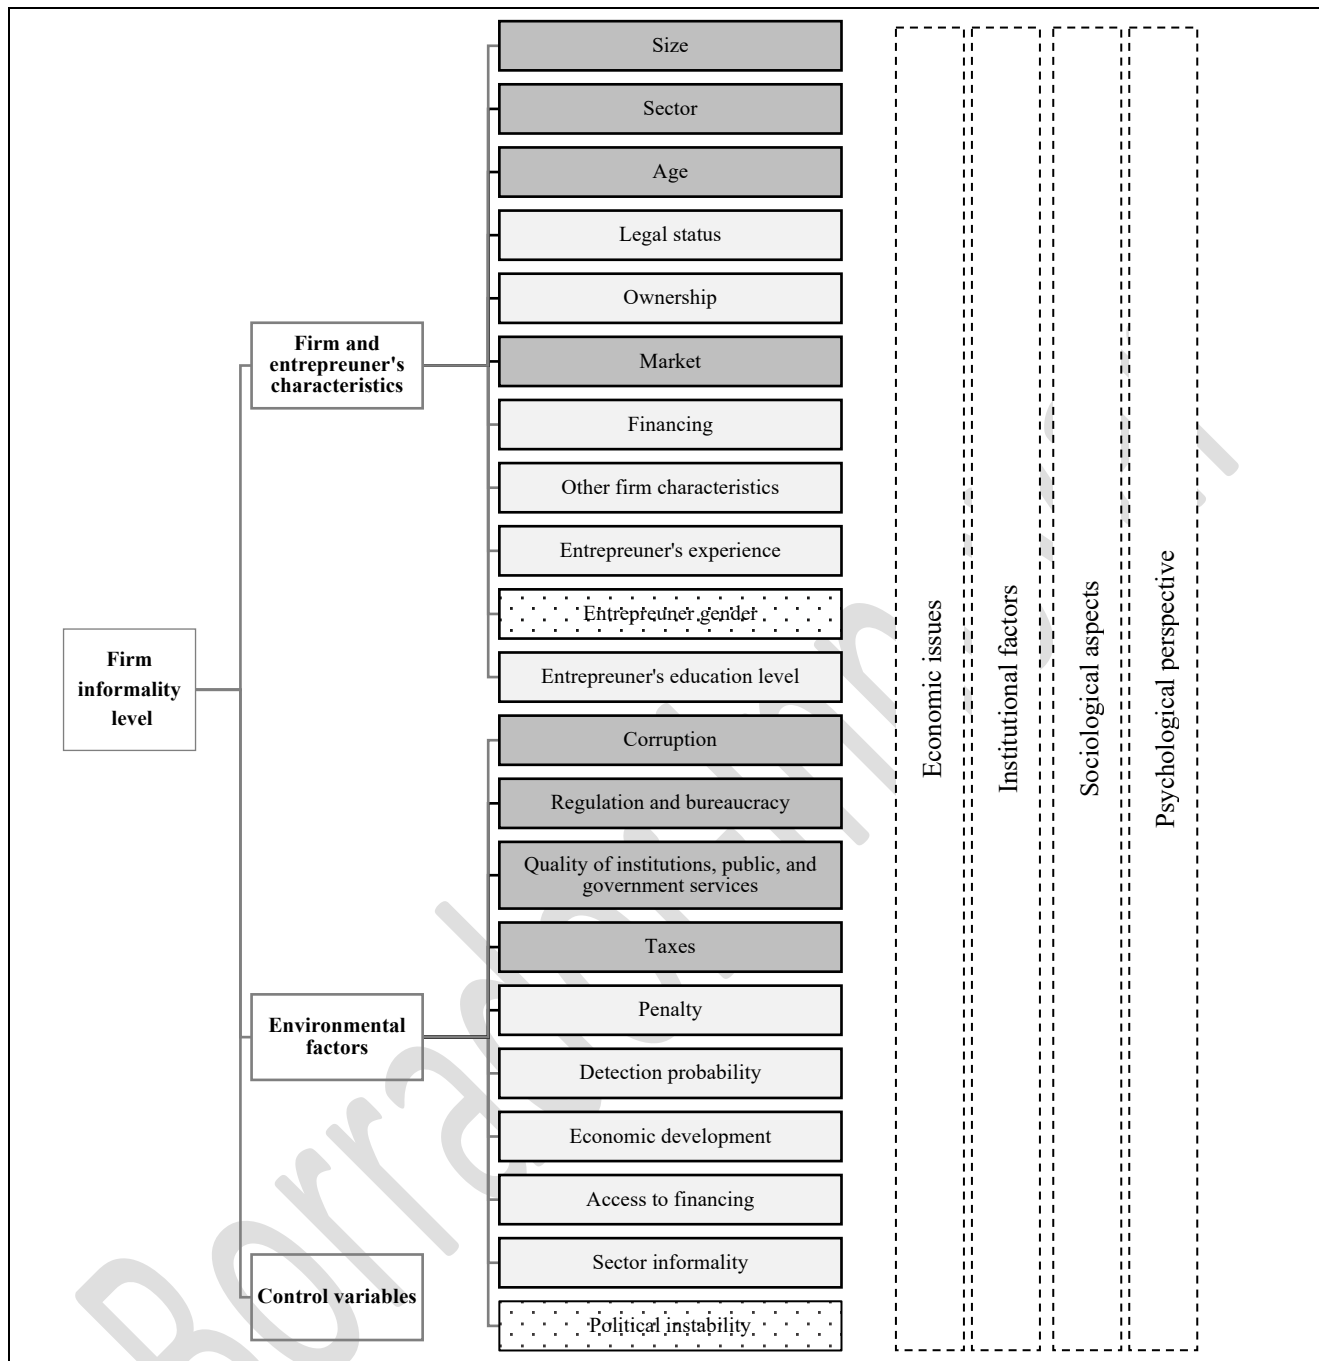 Size
Sector
Age
Legal status
Ownership
Firm and
entrepreuner's
characteristics
Market
Financing
Other firm characteristics
Entrepreuner's experience
Entrepreuner gender
Entrepreuner's education level
Firm
informality
level
Corruption
Regulation and bureaucracy
Quality of institutions, public, and
government services
Taxes
Penalty
Environmental
factors
Detection probability
Economic development
Access to financing
Sector informality
Control variables
Political instability
Economic issues
Institutional factors
Sociological aspects
Psychological perspective